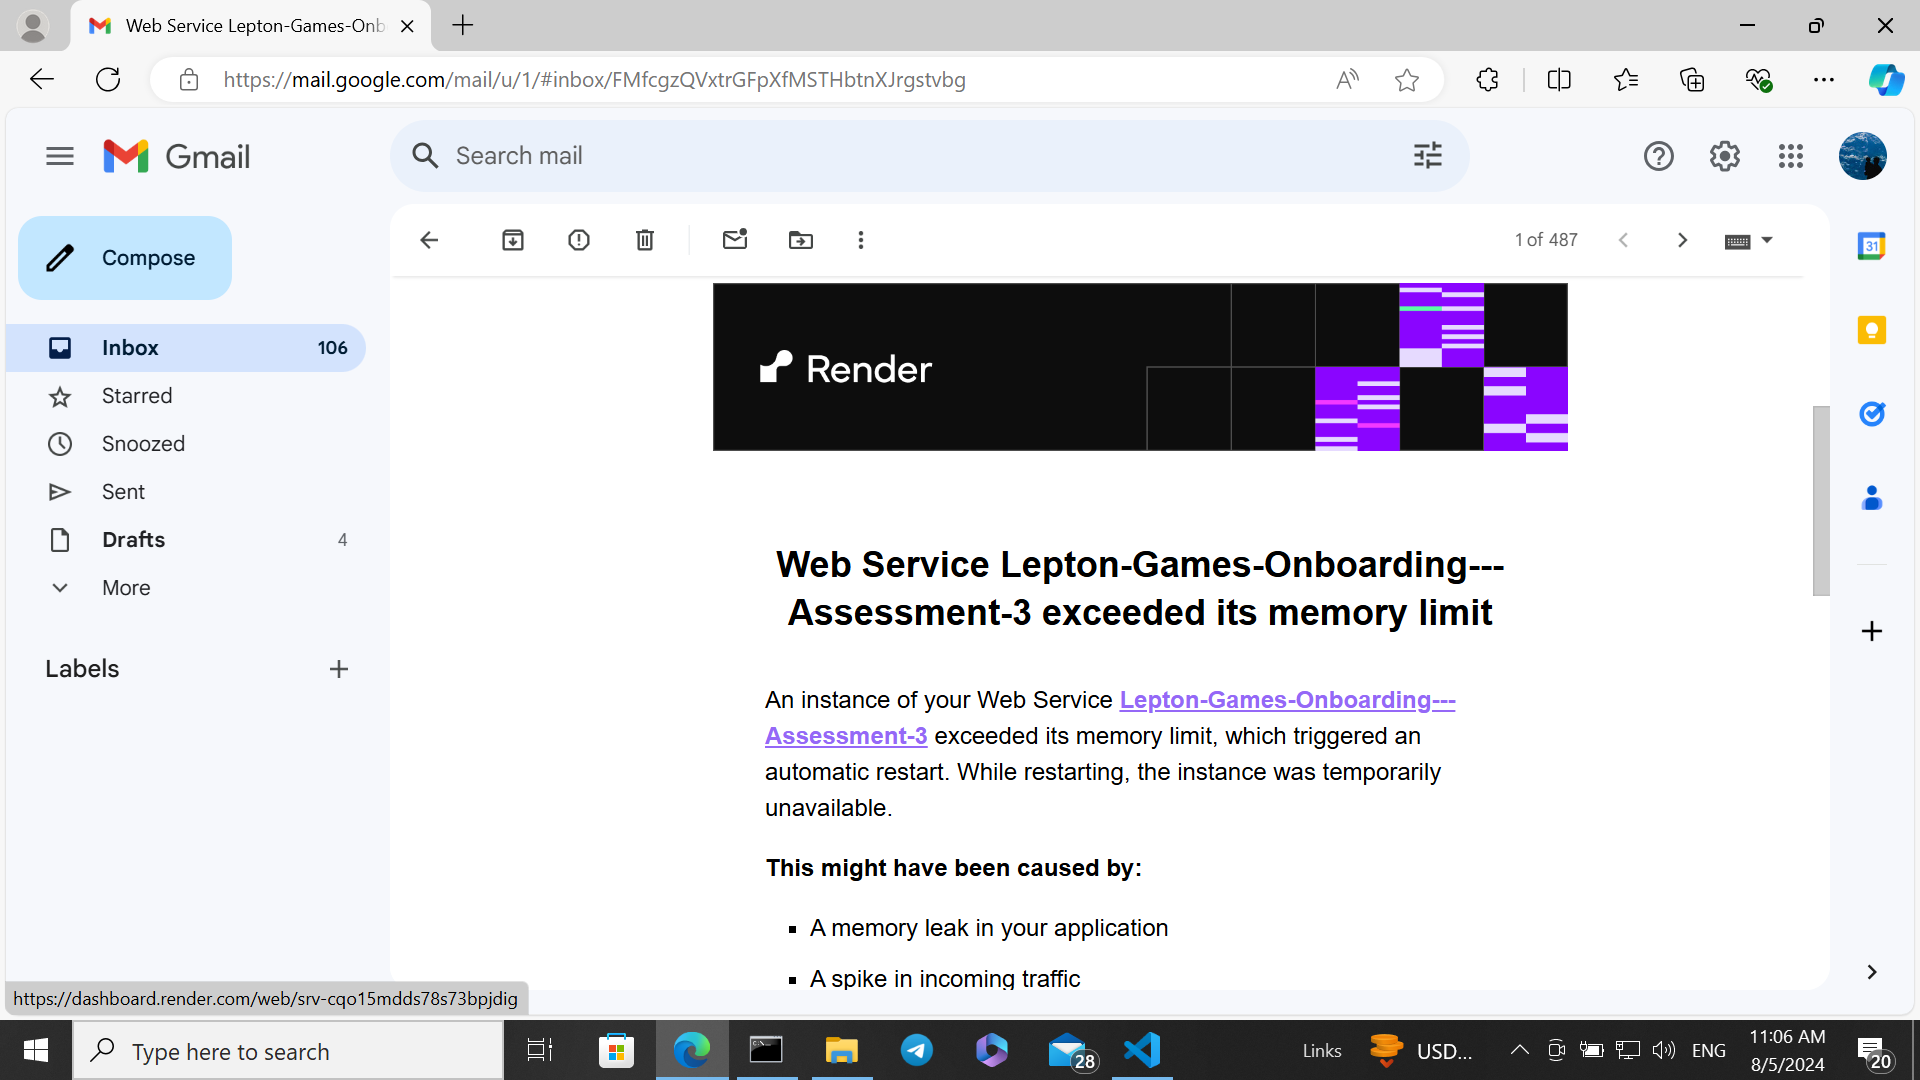 Web Service Lepton-Games-Onb
https://mail.google.com/mail/u/1/#inbox/FMfcgzQVxtrGFpXfMSTHbtnXJrgstvbg
Gmail
Search mail
Compose
1 of 487
Inbox 106
Starred
Snoozed
Sent
Drafts 4
More
Labels
31
Render
Web Service Lepton-Games-Onboarding---
Assessment-3 exceeded its memory limit
An instance of your Web Service Lepton-Games-Onboarding---
Assessment-3 exceeded its memory limit, which triggered an
automatic restart. While restarting, the instance was temporarily
unavailable.
This might have been caused by:
A memory leak in your application
A spike in incoming traffic
https://dashboard.render.com/web/srv-cqo15mdds78s73bpjdig
Type here to search
28
Links
USD...
ENG
11:06 AM
8/5/2024
20